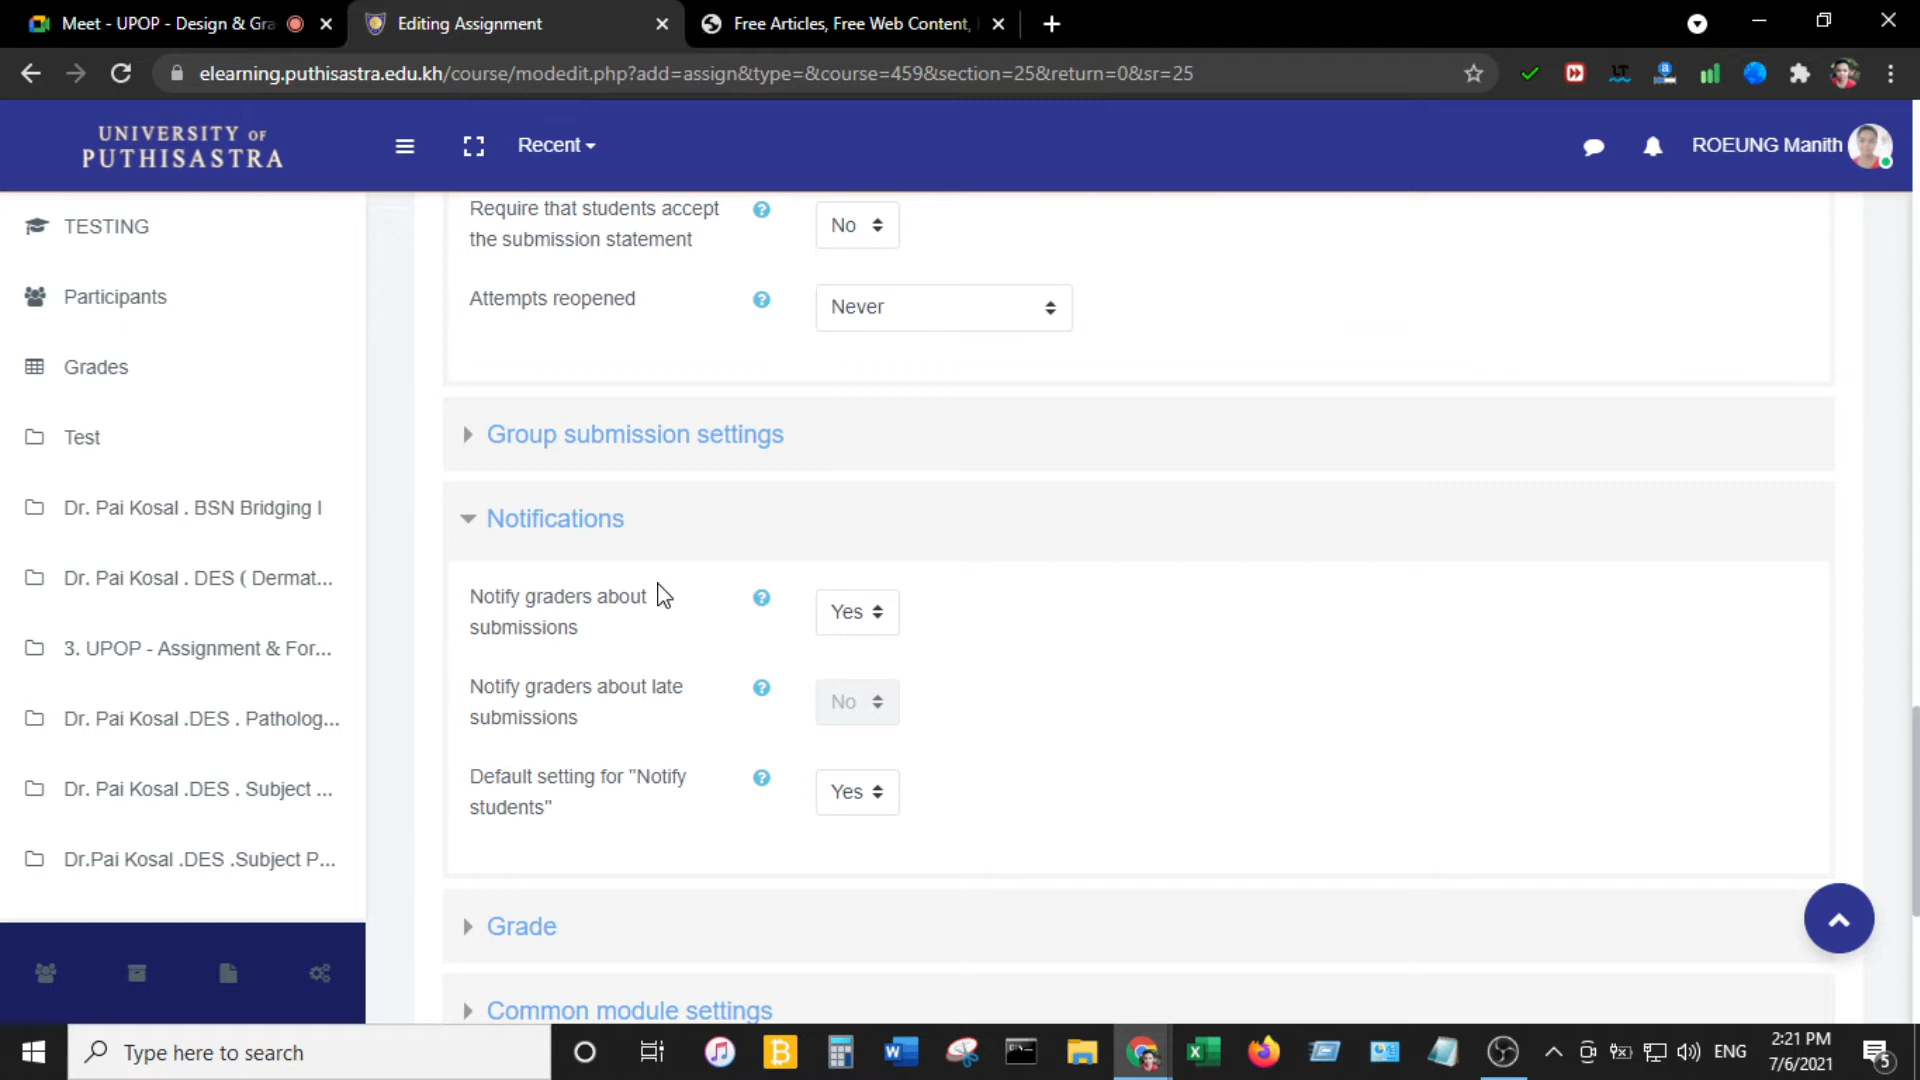 Meet - UPOP - Design & Gra
Editing Assignment
Free Articles, Free Web Content,
elearning.puthisastra.edu.kh/course/modedit.php?add=assign&type=&course=459&section=25&return=0&sr=25
UNIVERSITY OF
PUTHISASTRA
Recent
ROEUNG Manith
TESTING
Participants
Grades
Test
Dr. Pai Kosal . BSN Bridging I
Dr. Pai Kosal . DES ( Dermat...
3. UPOP - Assignment & For...
Dr. Pai Kosal .DES . Patholog...
Dr. Pai Kosal .DES . Subject ...
Dr.Pai Kosal .DES .Subject P...
Require that students accept
the submission statement
No
Attempts reopened
Never
Group submission settings
Notifications
Notify graders about
submissions
Yes
Notify graders about late
submissions
No
Default setting for "Notify
students"
Yes
Grade
Common module settings
Type here to search
ENG
2:21 PM
7/6/2021
5